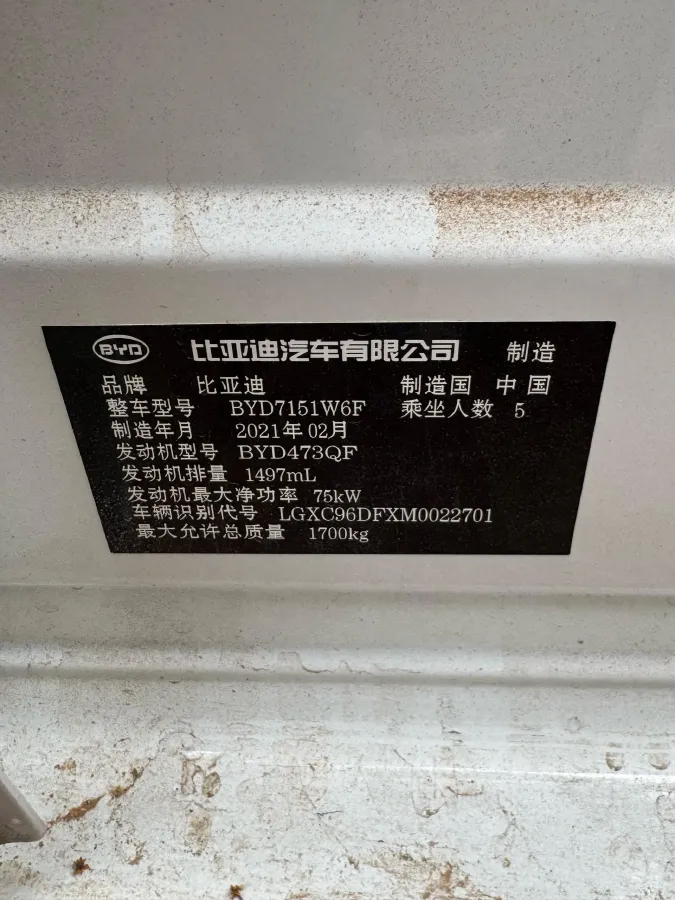 BYD 比亚迪汽车有限公司 制造
品牌 比亚迪 制造国 中国
整车型号 BYD7151W6F 乘坐人数 5
制造年月 2021年02月
发动机型号 BYD473QF
发动机排量 1497mL
发动机最大净功率 75kW
车辆识别代号 LGXC96DFXM0022701
最大允许总质量 1700kg